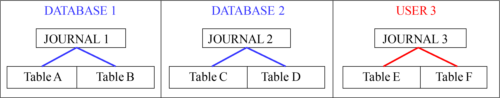 DATABASE 1
DATABASE 2
USER 3
JOURNAL 1
JOURNAL 2
JOURNAL 3
Table A
Table B
Table C
Table D
Table E
Table F